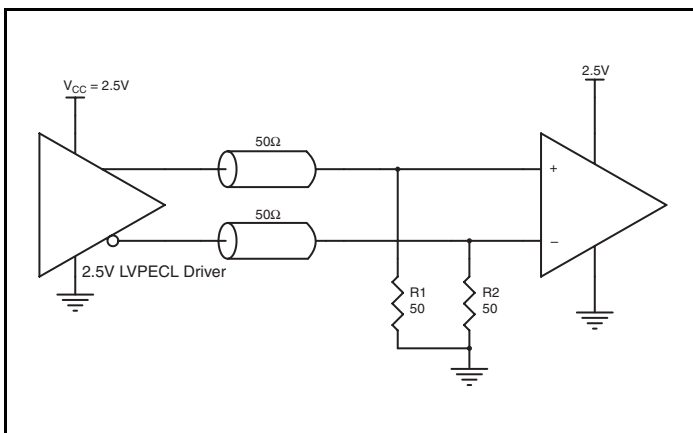 2.5V
V_CC = 2.5V
50Ω
+
50Ω
−
2.5V LVPECL Driver
R1
50
R2
50